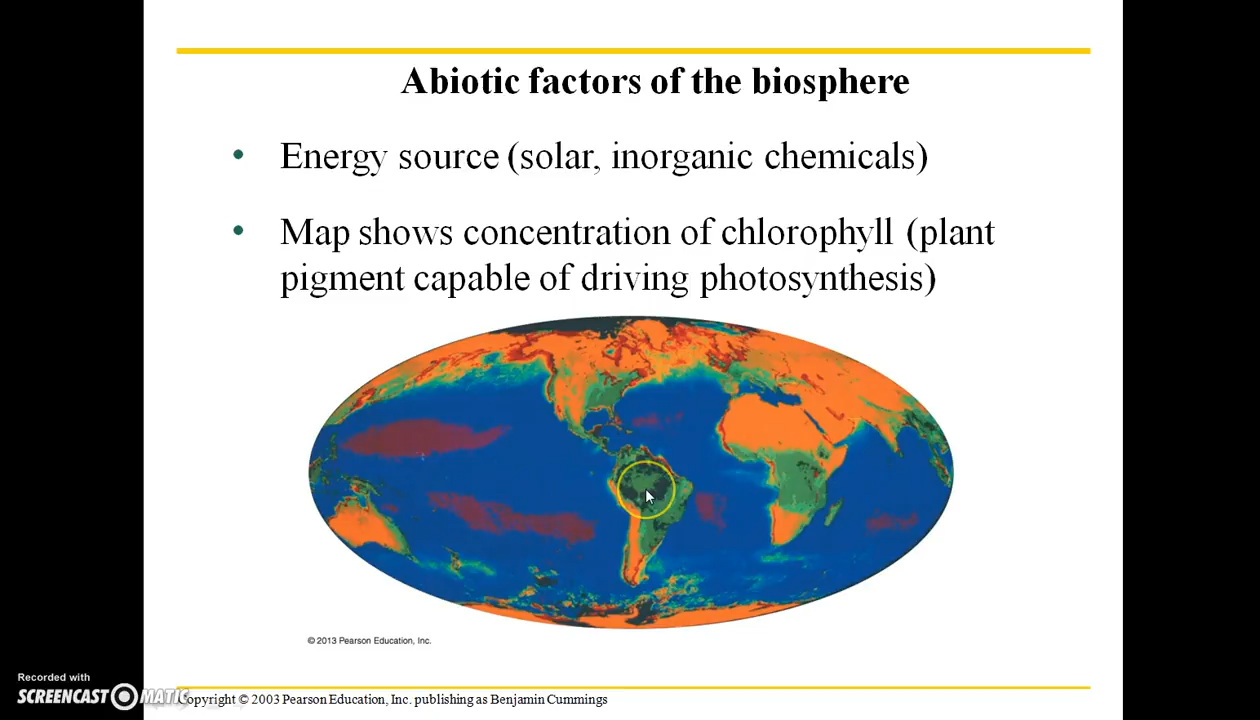 Abiotic factors of the biosphere
• Energy source (solar, inorganic chemicals)
• Map shows concentration of chlorophyll (plant
pigment capable of driving photosynthesis)
© 2013 Pearson Education, Inc.
Recorded with
SCREENCAST MATIC
Copyright © 2003 Pearson Education, Inc. publishing as Benjamin Cummings